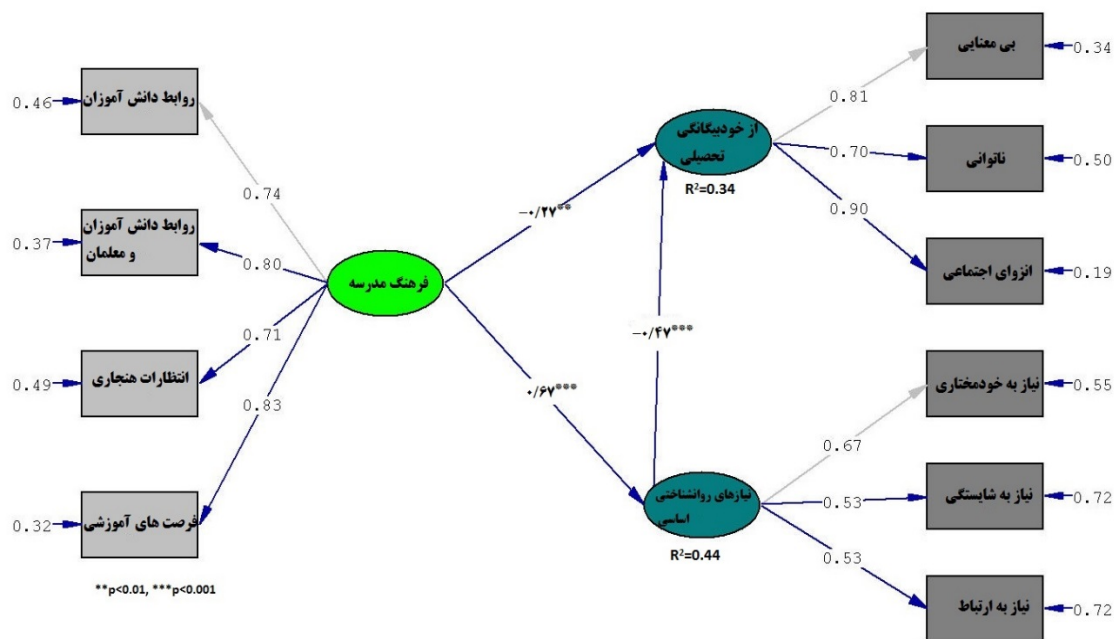 روابط دانش آموزان
0.46
0.74
روابط دانش آموزان
و معلمان
0.37
0.80
انتظارات هنجاری
0.49
0.71
فرصت های آموزشی
0.32
0.83
**p<0.01, ***p<0.001
فرهنگ مدرسه
−۰/۲۷**
۰/۶۷***
−۰/۴۷***
از خودبیگانگی
تحصیلی
R²=0.34
نیازهای روانشناختی
اساسی
R²=0.44
بی معنایی
0.34
0.81
ناتوانی
0.50
0.70
انزوای اجتماعی
0.19
0.90
نیاز به خودمختاری
0.55
0.67
نیاز به شایستگی
0.72
0.53
نیاز به ارتباط
0.72
0.53